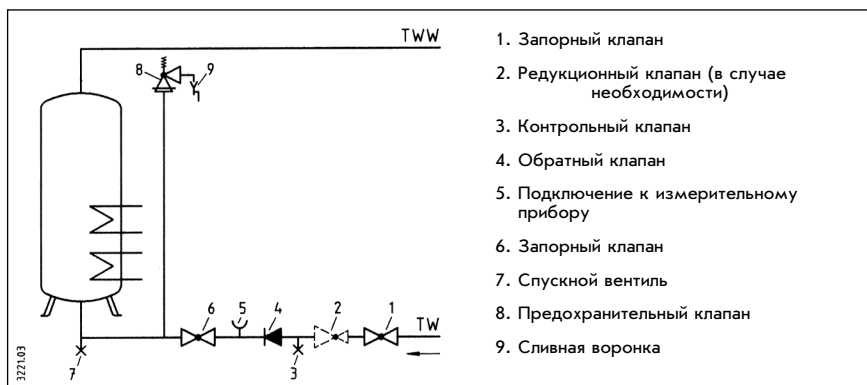 TWW
8
9
6
5
4
2
1
TW
7
3
3221.03
1. Запорный клапан
2. Редукционный клапан (в случае
необходимости)
3. Контрольный клапан
4. Обратный клапан
5. Подключение к измерительному
прибору
6. Запорный клапан
7. Спускной вентиль
8. Предохранительный клапан
9. Сливная воронка